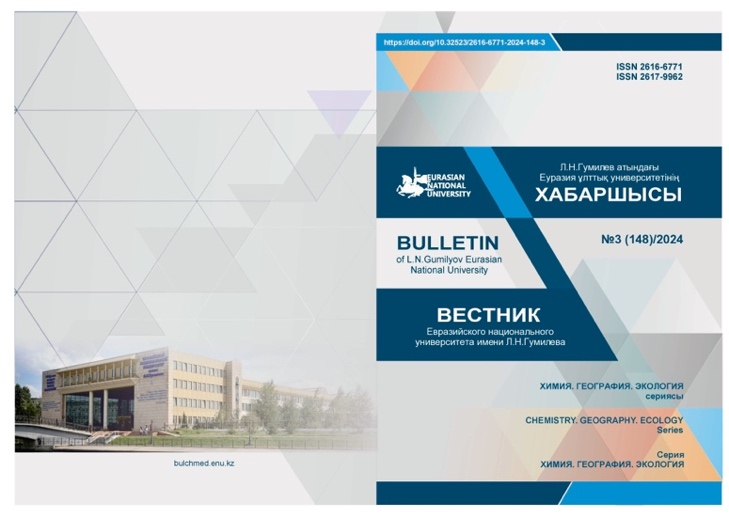 https://doi.org/10.32523/2616-6771-2024-148-3
ISSN 2616-6771
ISSN 2617-9962
EURASIAN
NATIONAL
UNIVERSITY
Л.Н.Гумилев атындағы
Еуразия ұлттық университетінің
ХАБАРШЫСЫ
BULLETIN
of L.N.Gumilyov Eurasian
National University
№3 (148)/2024
ВЕСТНИК
Евразийского национального
университета имени Л.Н.Гумилева
ХИМИЯ. ГЕОГРАФИЯ. ЭКОЛОГИЯ
сериясы
CHEMISTRY. GEOGRAPHY. ECOLOGY
Series
Серия
ХИМИЯ. ГЕОГРАФИЯ. ЭКОЛОГИЯ
bulchmed.enu.kz